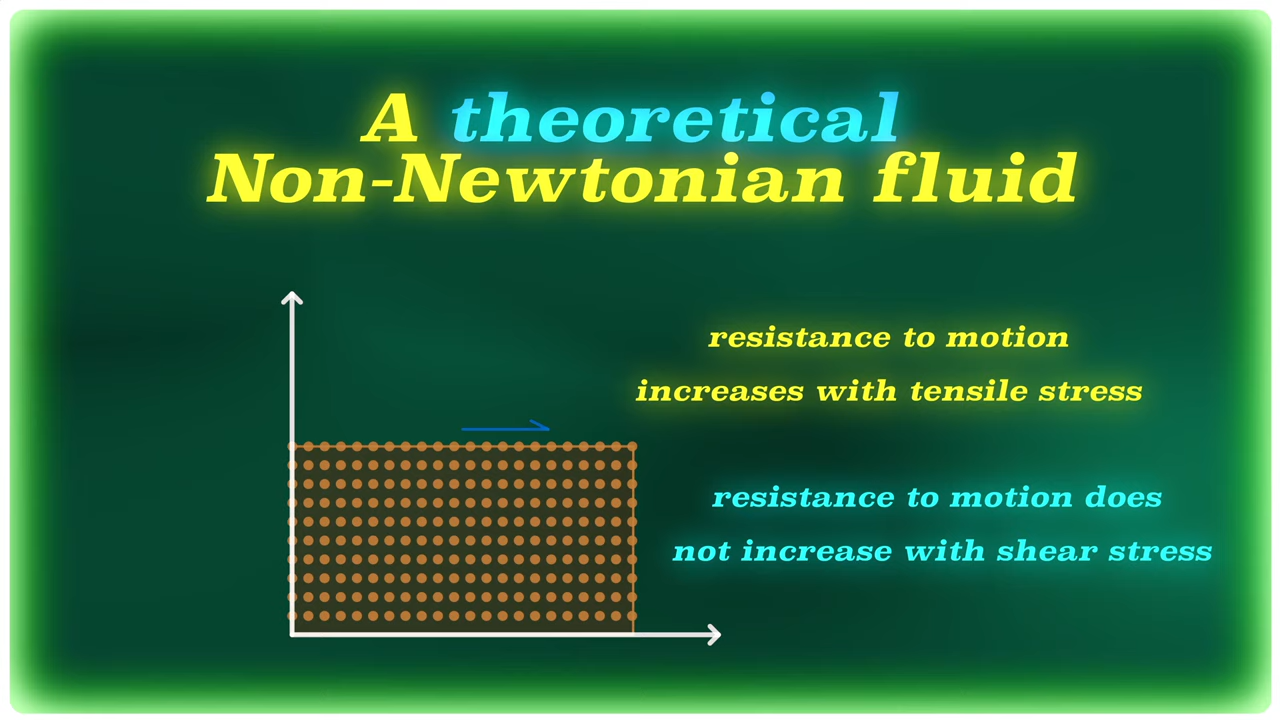 A theoretical
Non-Newtonian fluid
resistance to motion
increases with tensile stress
resistance to motion does
not increase with shear stress